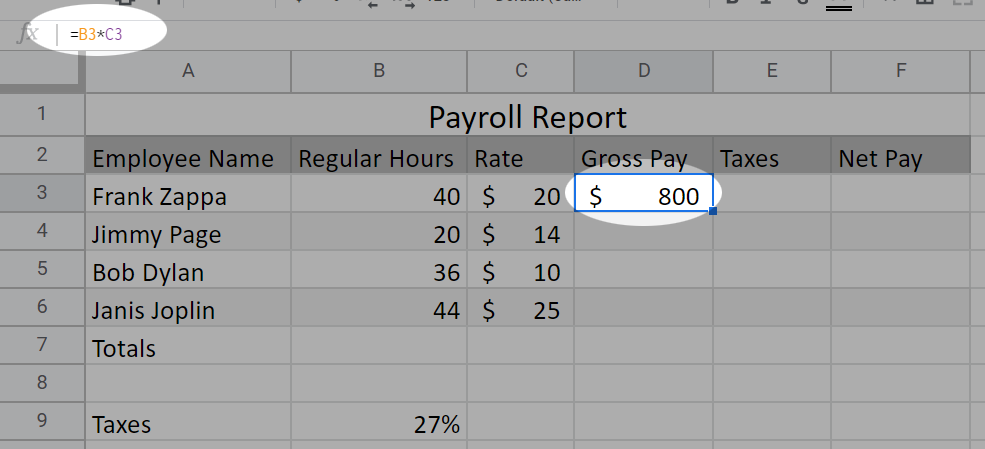 fx =B3*C3
A B C D E F
1 Payroll Report
2 Employee Name Regular Hours Rate Gross Pay Taxes Net Pay
3 Frank Zappa 40 $ 20 $ 800
4 Jimmy Page 20 $ 14
5 Bob Dylan 36 $ 10
6 Janis Joplin 44 $ 25
7 Totals
8
9 Taxes 27%